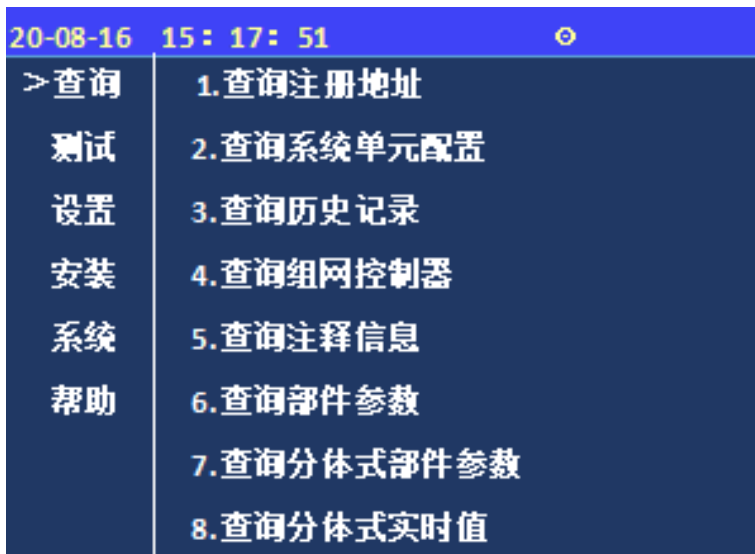 20-08-16 15：17：51
>查询 1.查询注册地址
测试 2.查询系统单元配置
设置 3.查询历史记录
安装 4.查询组网控制器
系统 5.查询注释信息
帮助 6.查询部件参数
7.查询分体式部件参数
8.查询分体式实时值